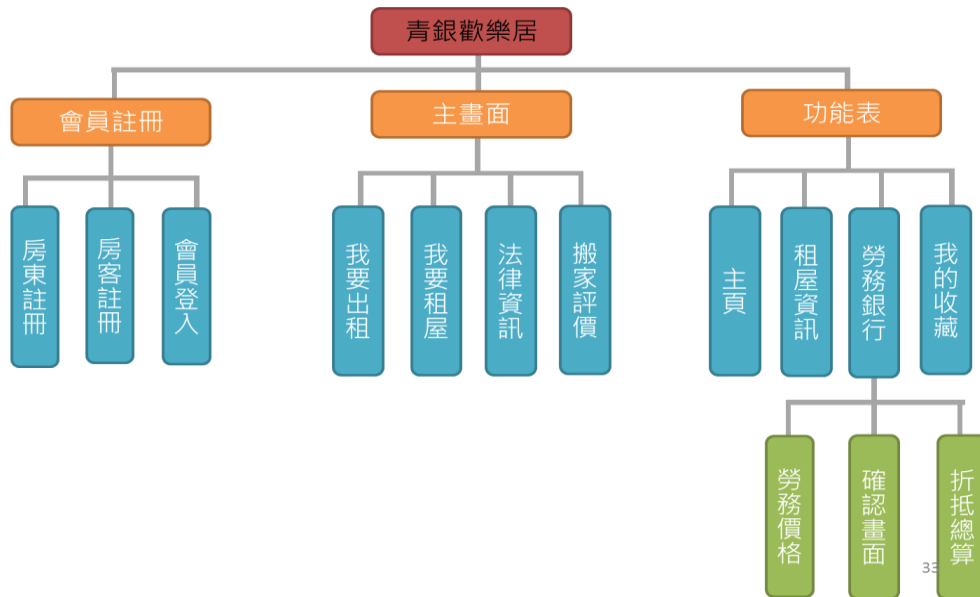 青銀歡樂居
會員註冊
主畫面
功能表
房東註冊
房客註冊
會員登入
我要出租
我要租屋
法律資訊
搬家評價
主頁
租屋資訊
勞務銀行
我的收藏
勞務價格
確認畫面
折抵總算
33